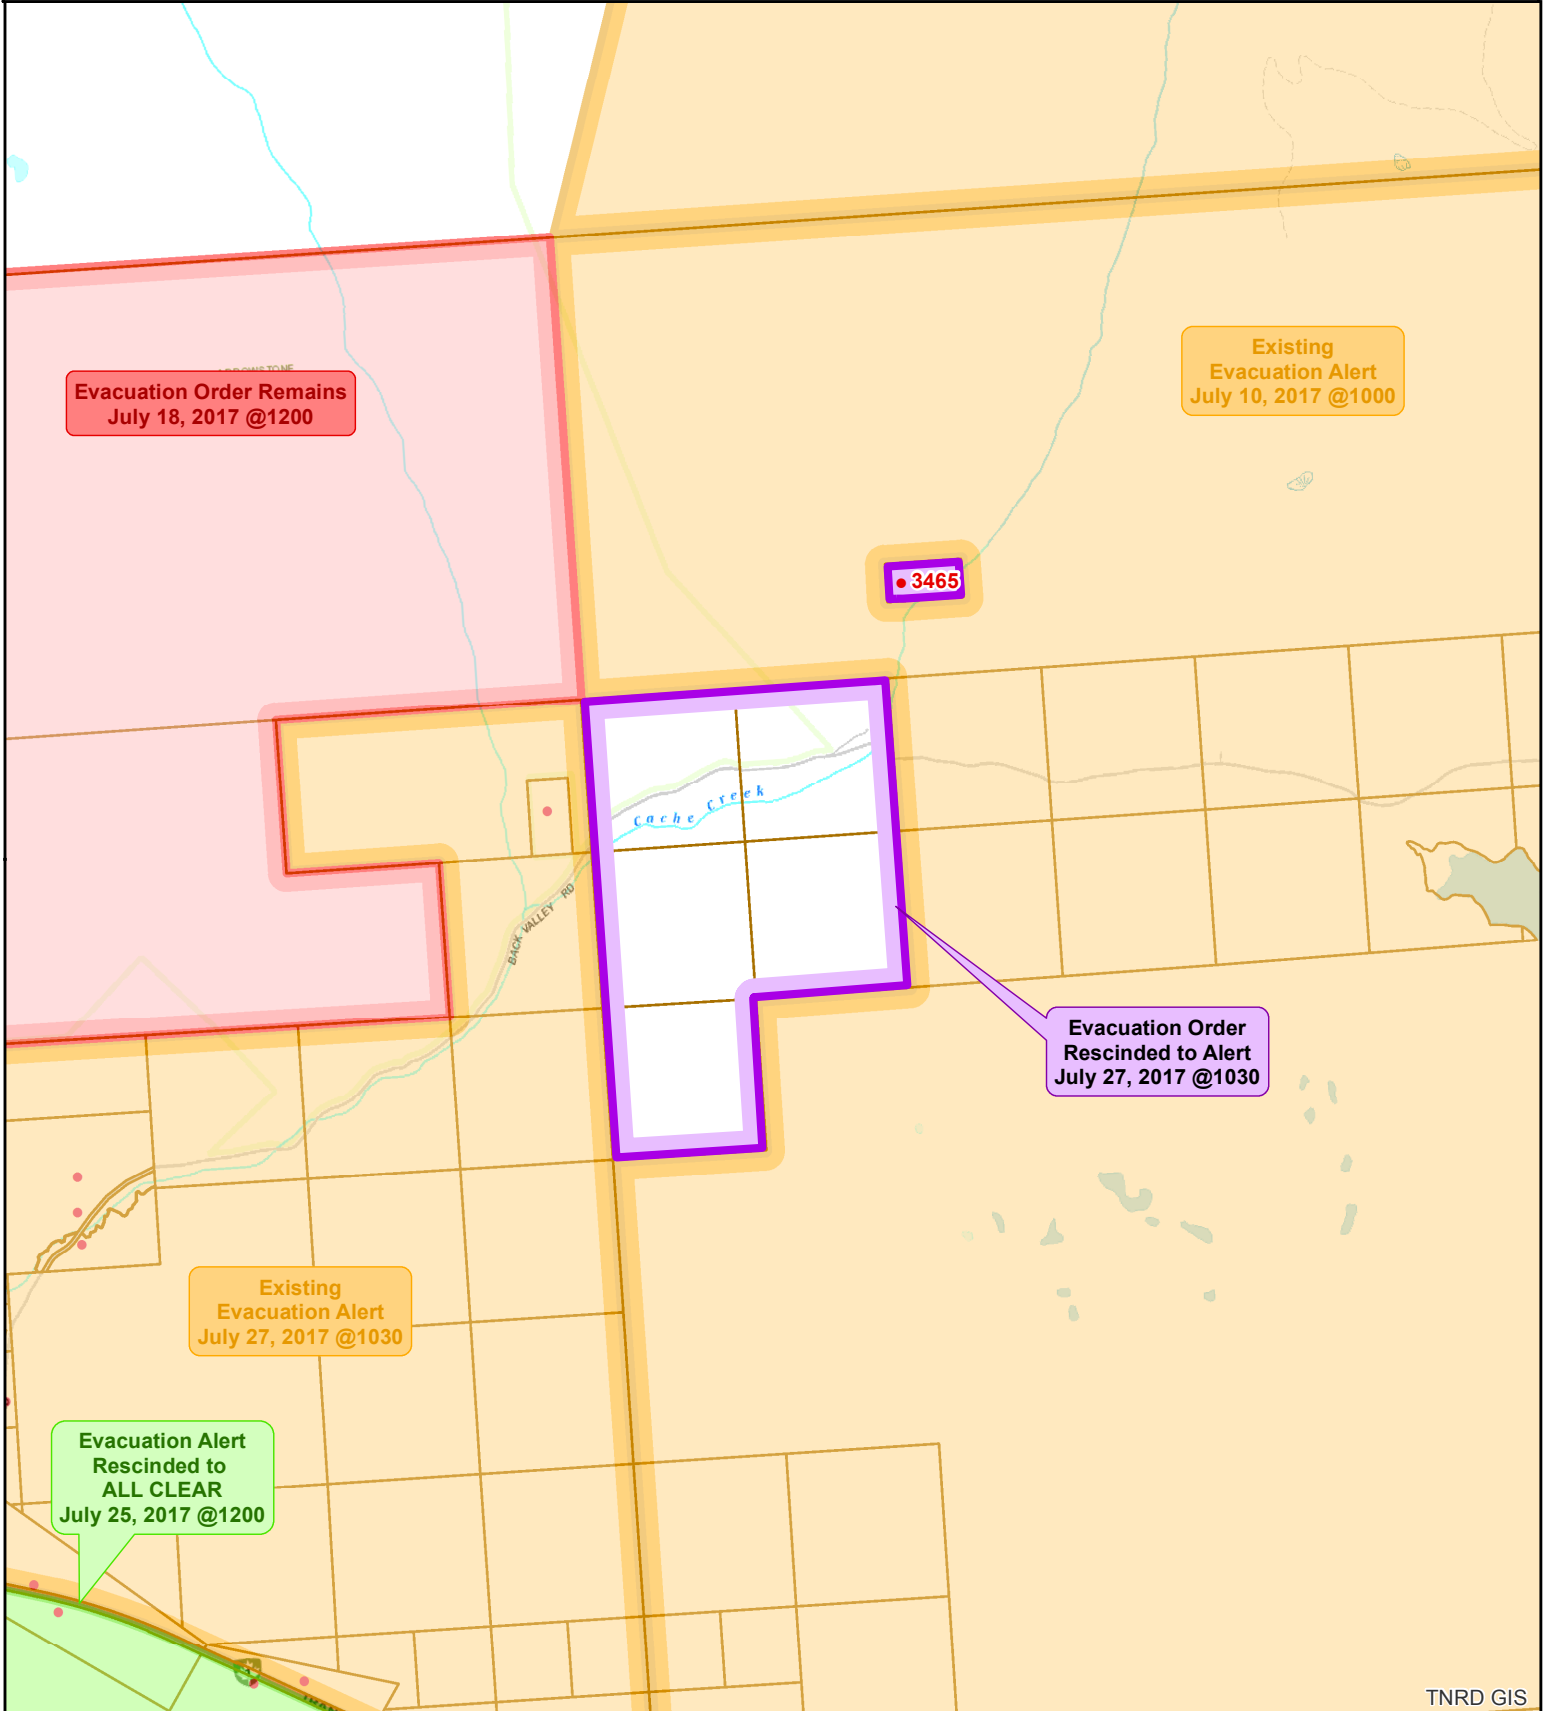 Existing
Evacuation Alert
July 10, 2017 @1000
Evacuation Order Remains
July 18, 2017 @1200
3465
Cache Creek
BACK VALLEY RD
Evacuation Order
Rescinded to Alert
July 27, 2017 @1030
Existing
Evacuation Alert
July 27, 2017 @1030
Evacuation Alert
Rescinded to
ALL CLEAR
July 25, 2017 @1200
1
TNRD GIS